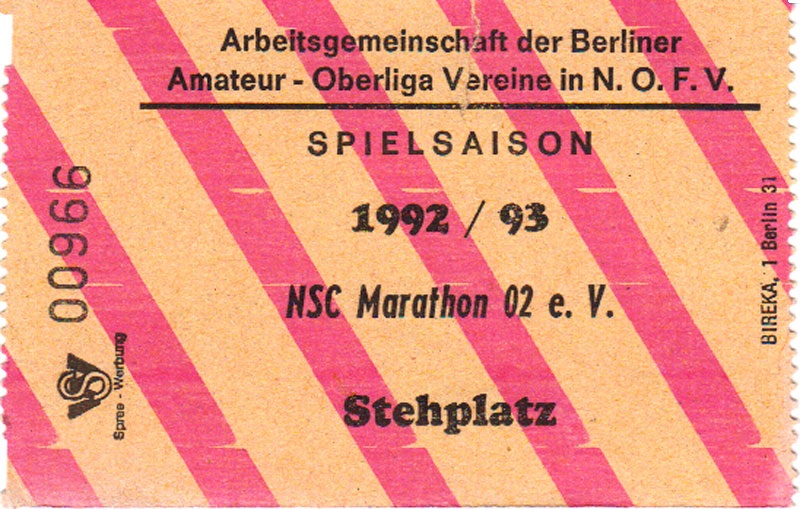 Arbeitsgemeinschaft der Berliner
Amateur - Oberliga Vereine in N. O. F. V.
SPIELSAISON
1992 / 93
NSC Marathon 02 e. V.
Stehplatz
00966
VSV
Spree - Werbung
BIREKA, 1 Berlin 31